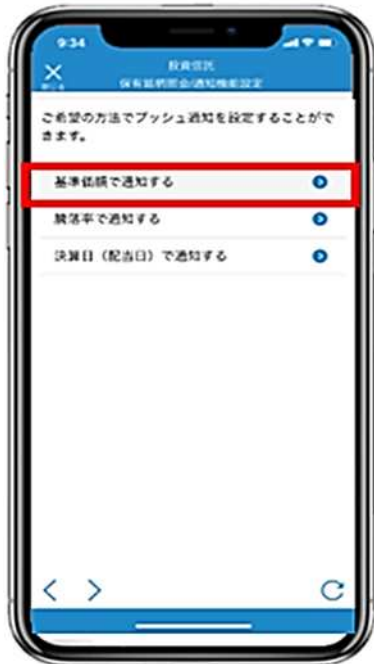 9:34
投資信託
保有銘柄照会/通知機能設定
ご希望の方法でプッシュ通知を設定することがで
きます。
基準価額で通知する
騰落率で通知する
決算日（配当日）で通知する